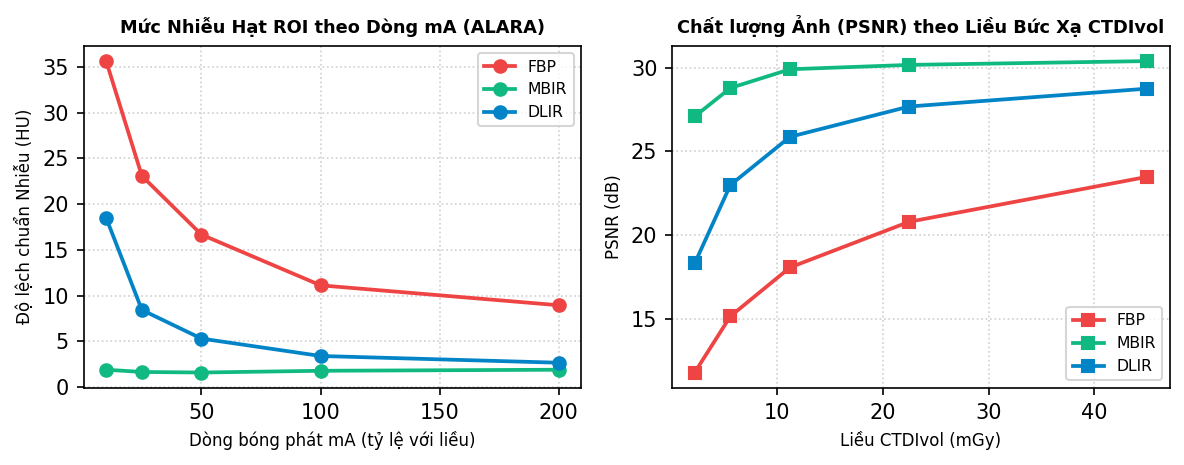 Mức Nhiễu Hạt ROI theo Dòng mA (ALARA)
Độ lệch chuẩn Nhiễu (HU)
35
30
25
20
15
10
5
0
FBP
MBIR
DLIR
50
100
150
200
Dòng bóng phát mA (tỷ lệ với liều)
Chất lượng Ảnh (PSNR) theo Liều Bức Xạ CTDIvol
PSNR (dB)
30
25
20
15
FBP
MBIR
DLIR
10
20
30
40
Liều CTDIvol (mGy)